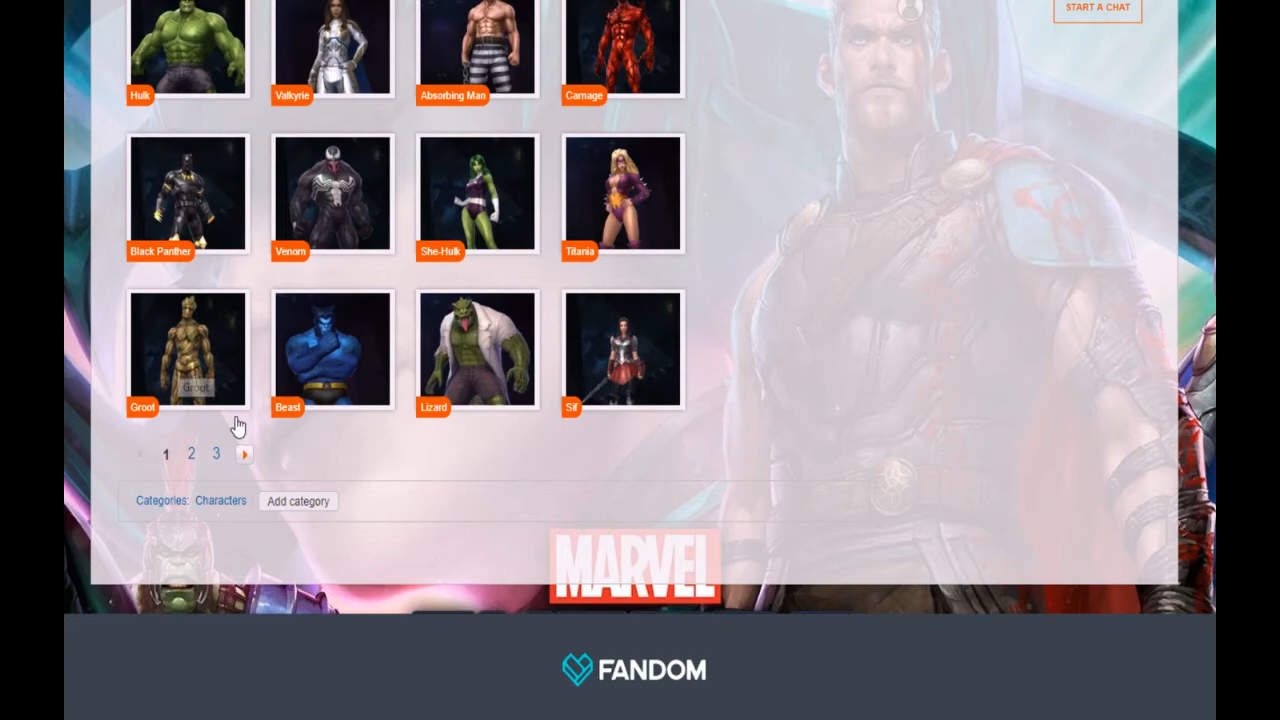 START A CHAT
Hulk
Valkyrie
Absorbing Man
Carnage
Black Panther
Venom
She-Hulk
Titania
Groot
Groot
Beast
Lizard
Sif
1 2 3
Categories: Characters Add category
MARVEL
FANDOM